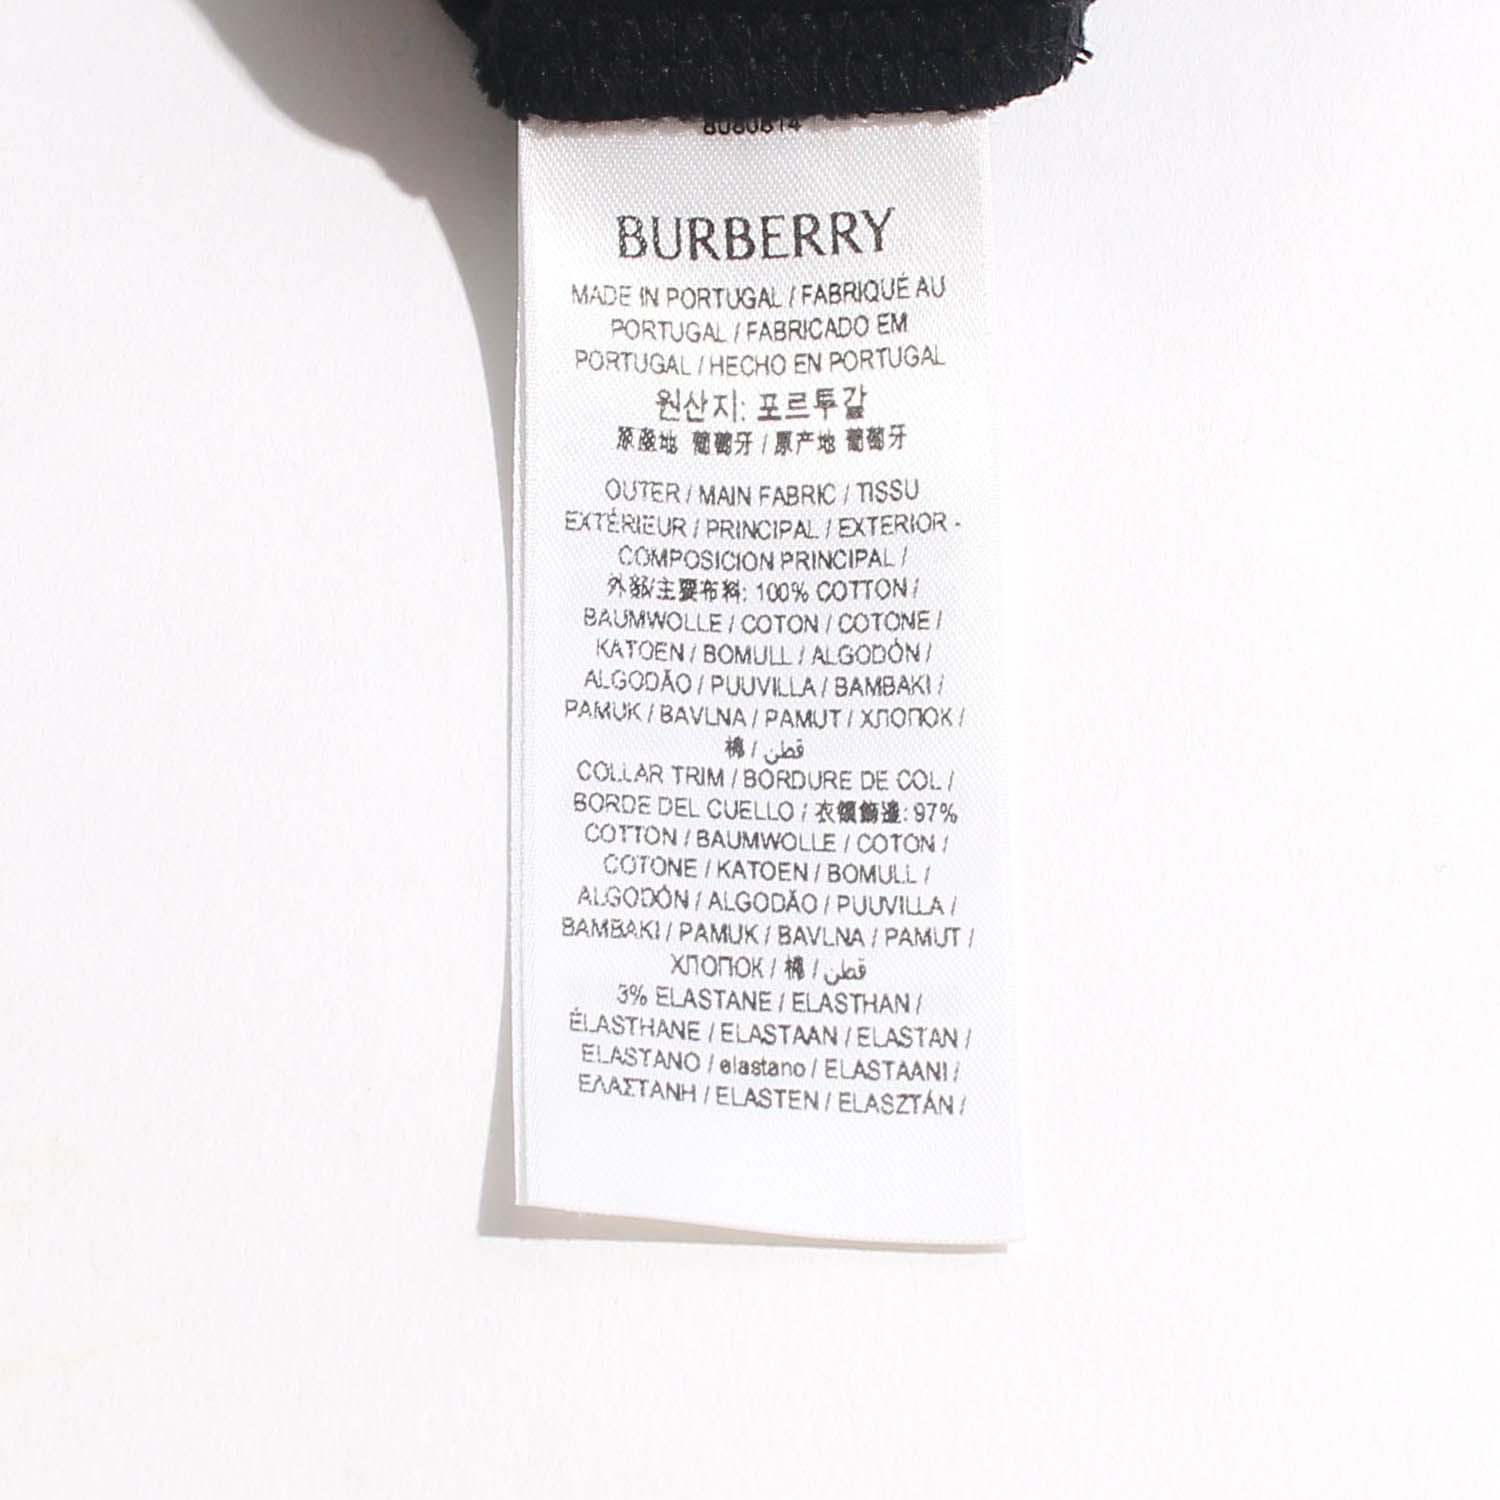 BURBERRY
MADE IN PORTUGAL / FABRIQUÉ AU
PORTUGAL / FABRICADO EM
PORTUGAL / HECHO EN PORTUGAL
원산지: 포르투갈
原產地 葡萄牙 / 原产地 葡萄牙
OUTER / MAIN FABRIC / TISSU
EXTÉRIEUR / PRINCIPAL / EXTERIOR -
COMPOSICION PRINCIPAL /
外部/主要布料: 100% COTTON /
BAUMWOLLE / COTON / COTONE /
KATOEN / BOMULL / ALGODÓN /
ALGODÃO / PUUVILLA / BAMBAKI /
PAMUK / BAVLNA / PAMUT / ХЛОПОК /
棉 / قطن
COLLAR TRIM / BORDURE DE COL /
BORDE DEL CUELLO / 衣領飾邊: 97%
COTTON / BAUMWOLLE / COTON /
COTONE / KATOEN / BOMULL /
ALGODÓN / ALGODÃO / PUUVILLA /
BAMBAKI / PAMUK / BAVLNA / PAMUT /
ХЛОПОК / 棉 / قطن
3% ELASTANE / ELASTHAN /
ÉLASTHANE / ELASTAAN / ELASTAN /
ELASTANO / elastano / ELASTAANI /
ΕΛΑΣΤΑΝΗ / ELASTEN / ELASZTÁN /